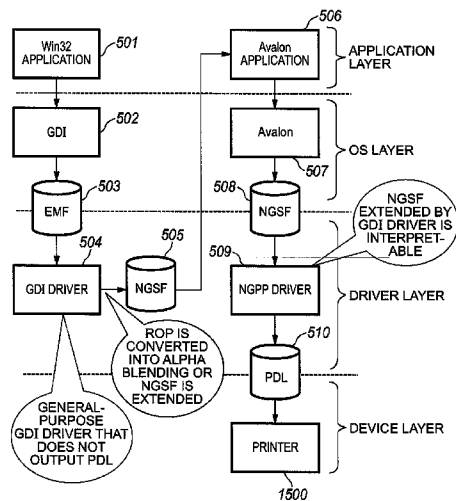 Win32
APPLICATION
501
GDI
502
EMF
503
504
GDI DRIVER
505
NGSF
ROP IS
CONVERTED
INTO ALPHA
BLENDING OR
NGSF IS
EXTENDED
GENERAL-
PURPOSE
GDI DRIVER THAT
DOES NOT
OUTPUT PDL
506
Avalon
APPLICATION
APPLICATION
LAYER
Avalon
507
OS LAYER
508
NGSF
NGSF
EXTENDED BY
GDI DRIVER IS
INTERPRET-
ABLE
509
NGPP DRIVER
DRIVER LAYER
510
PDL
PRINTER
1500
DEVICE LAYER